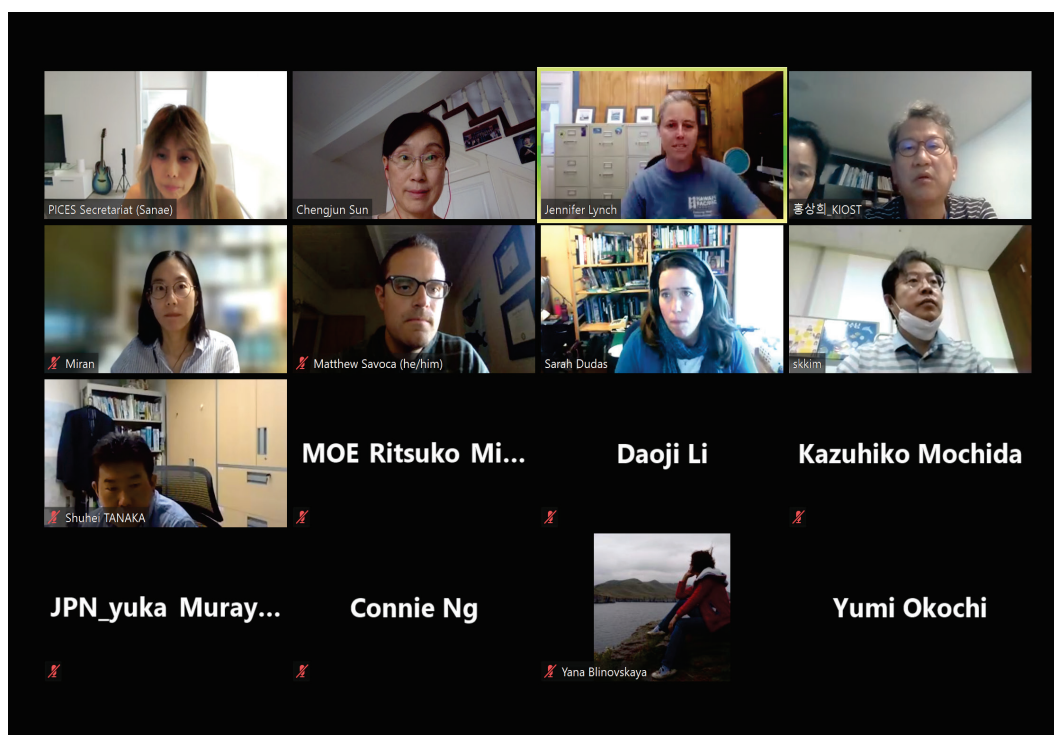 PICES Secretariat (Sanae)
Chengjun Sun
Jennifer Lynch
홍상희_KIOST
HAWAI'I
PACIFIC
Miran
Matthew Savoca (he/him)
Sarah Dudas
skkim
Shuhei TANAKA
MOE Ritsuko Mi...
Daoji Li
Kazuhiko Mochida
JPN_yuka Muray...
Connie Ng
Yana Blinovskaya
Yumi Okochi